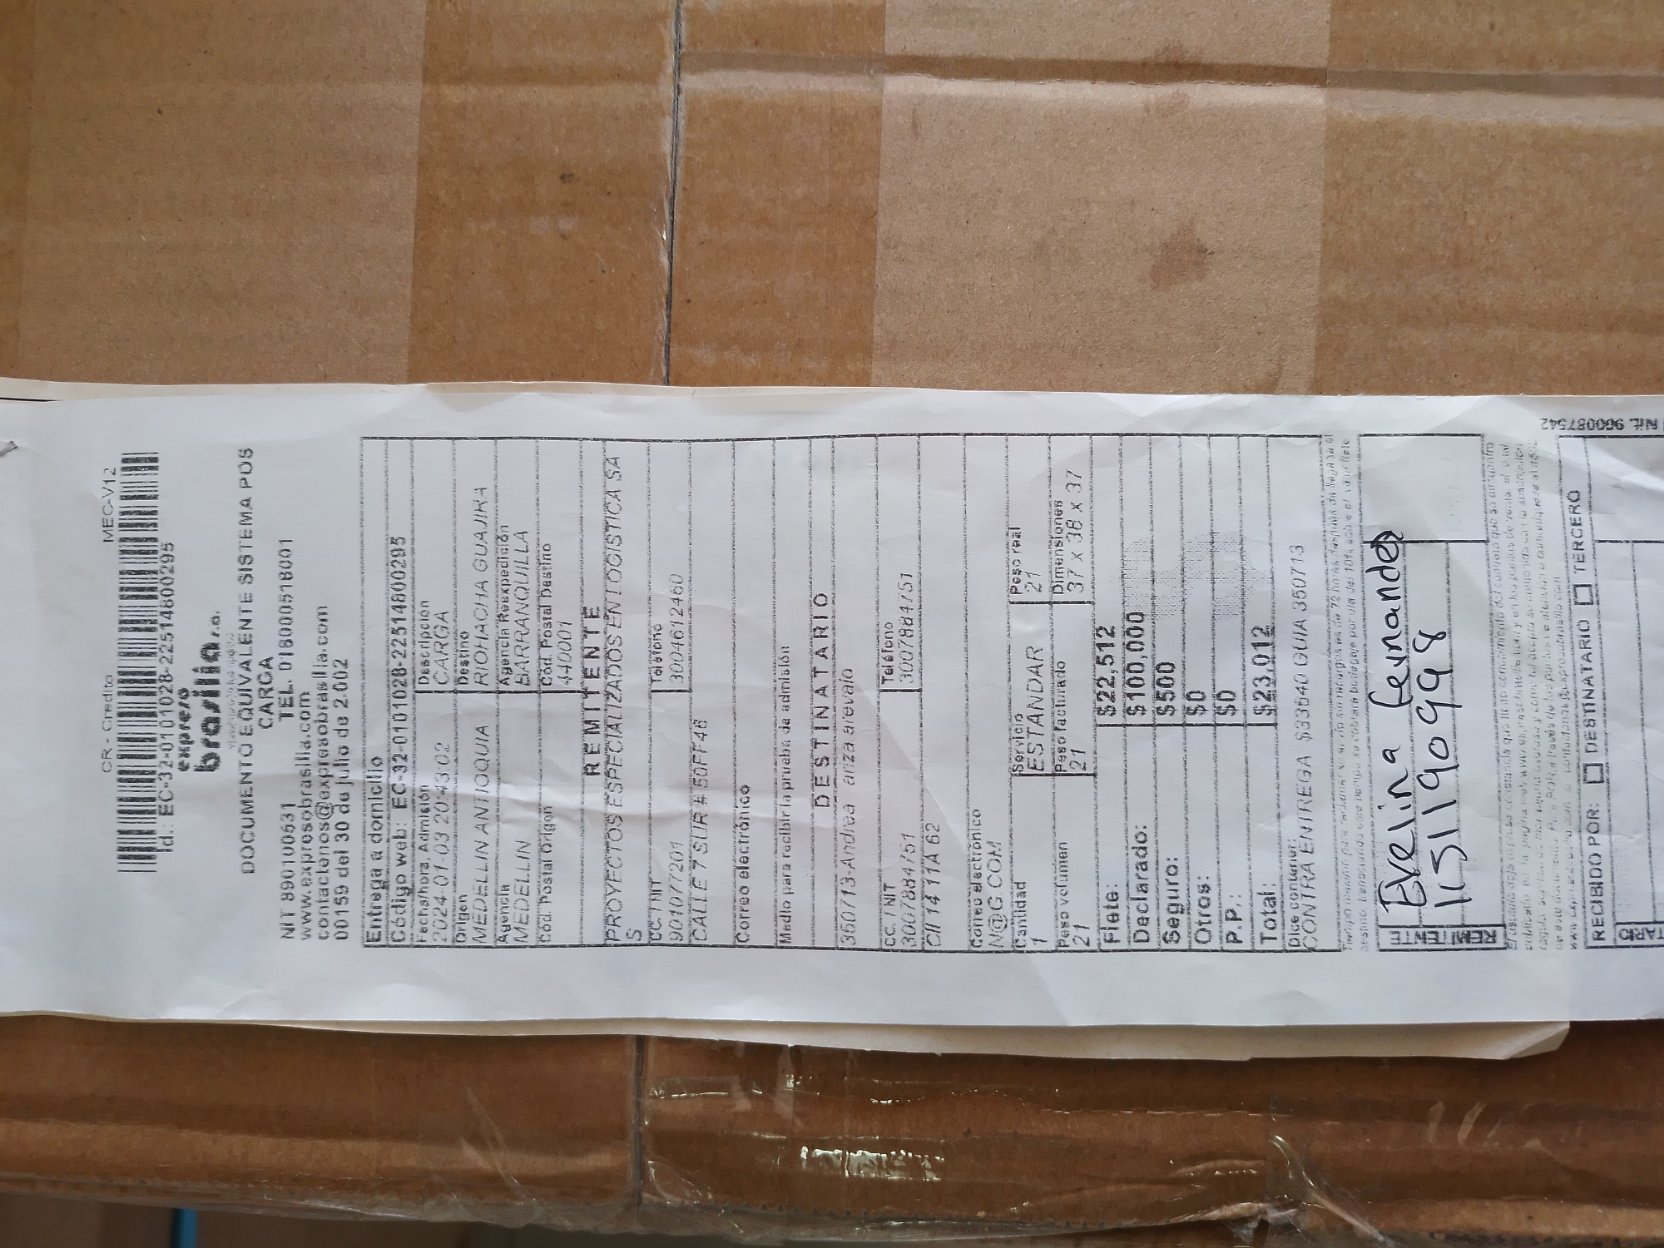 CR - Credito MEC-V12
Id.: EC-32-0101028-22514800295
expreso
brasilia s.a.
DOCUMENTO EQUIVALENTE SISTEMA POS
CARGA
NIT 890100531 TEL. 018000518001
www.expresobrasilia.com
contactenos@expresobrasilla.com
00159 del 30 de julio de 2.002
Entrega a domicilio
Código web: EC-32-0101028-22514800295
Fecha/hora. Admisión Descripción
2024-01-03 20:43:02 CARGA
Origen Destino
MEDELLIN ANTIOQUIA RIOHACHA GUAJIRA
Agencia Agencia Reexpedición
MEDELLIN BARRANQUILLA
Cód. Postal Origen Cód. Postal Destino
440001
REMITENTE
PROYECTOS ESPECIALIZADOS EN LOGISTICA SA
S
CC. / NIT Teléfono
901077201 3004612460
CALLE 7 SUR # 50FF46
Correo electrónico
Medio para recibir la prueba de admisión
DESTINATARIO
350713-Andrea ariza arevalo
CC. / NIT Teléfono
3007884751 3007884751
Cll 14 11A 62
Correo electrónico
N@G.COM
Cantidad Servicio Peso real
1 ESTANDAR 21
Peso volumen Peso facturado Dimensiones
21 21 37 x 38 x 37
Flete: $22,512
Declarado: $100,000
Seguro: $500
Otros: $0
P.P.: $0
Total: $23,012
Dice contener:
CONTRA ENTREGA $33640 GUIA 350713
REMITENTE
Evelina fernandez
1151190998
RECIBIDO POR: DESTINATARIO TERCERO
Nit. 900087542